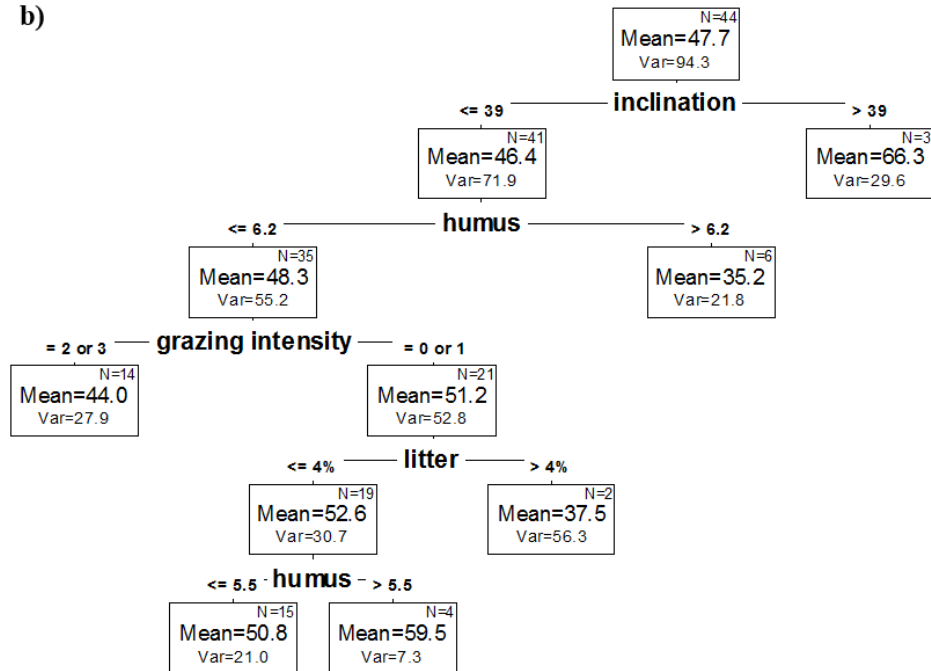 b)
N=44
Mean=47.7
Var=94.3
<= 39 inclination > 39
N=41
Mean=46.4
Var=71.9
N=3
Mean=66.3
Var=29.6
<= 6.2 humus > 6.2
N=35
Mean=48.3
Var=55.2
N=6
Mean=35.2
Var=21.8
= 2 or 3 grazing intensity = 0 or 1
N=14
Mean=44.0
Var=27.9
N=21
Mean=51.2
Var=52.8
<= 4% litter > 4%
N=19
Mean=52.6
Var=30.7
N=2
Mean=37.5
Var=56.3
<= 5.5 humus > 5.5
N=15
Mean=50.8
Var=21.0
N=4
Mean=59.5
Var=7.3